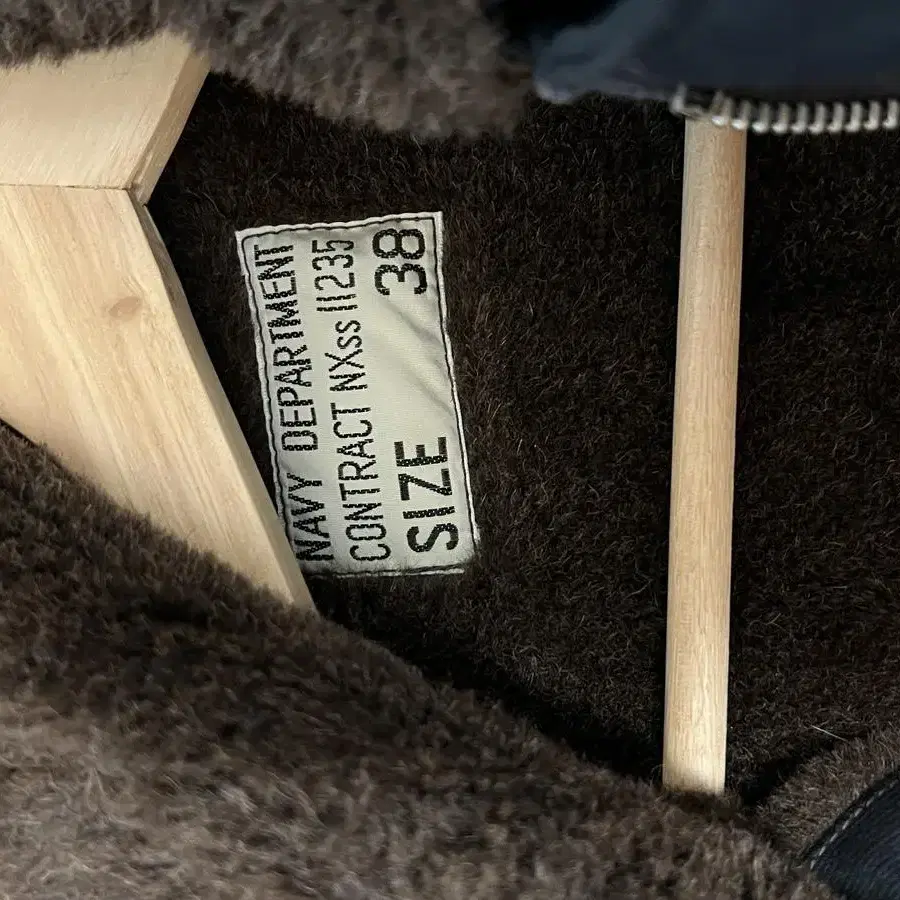 NAVY DEPARTMENT
CONTRACT NXss 11235
SIZE 38